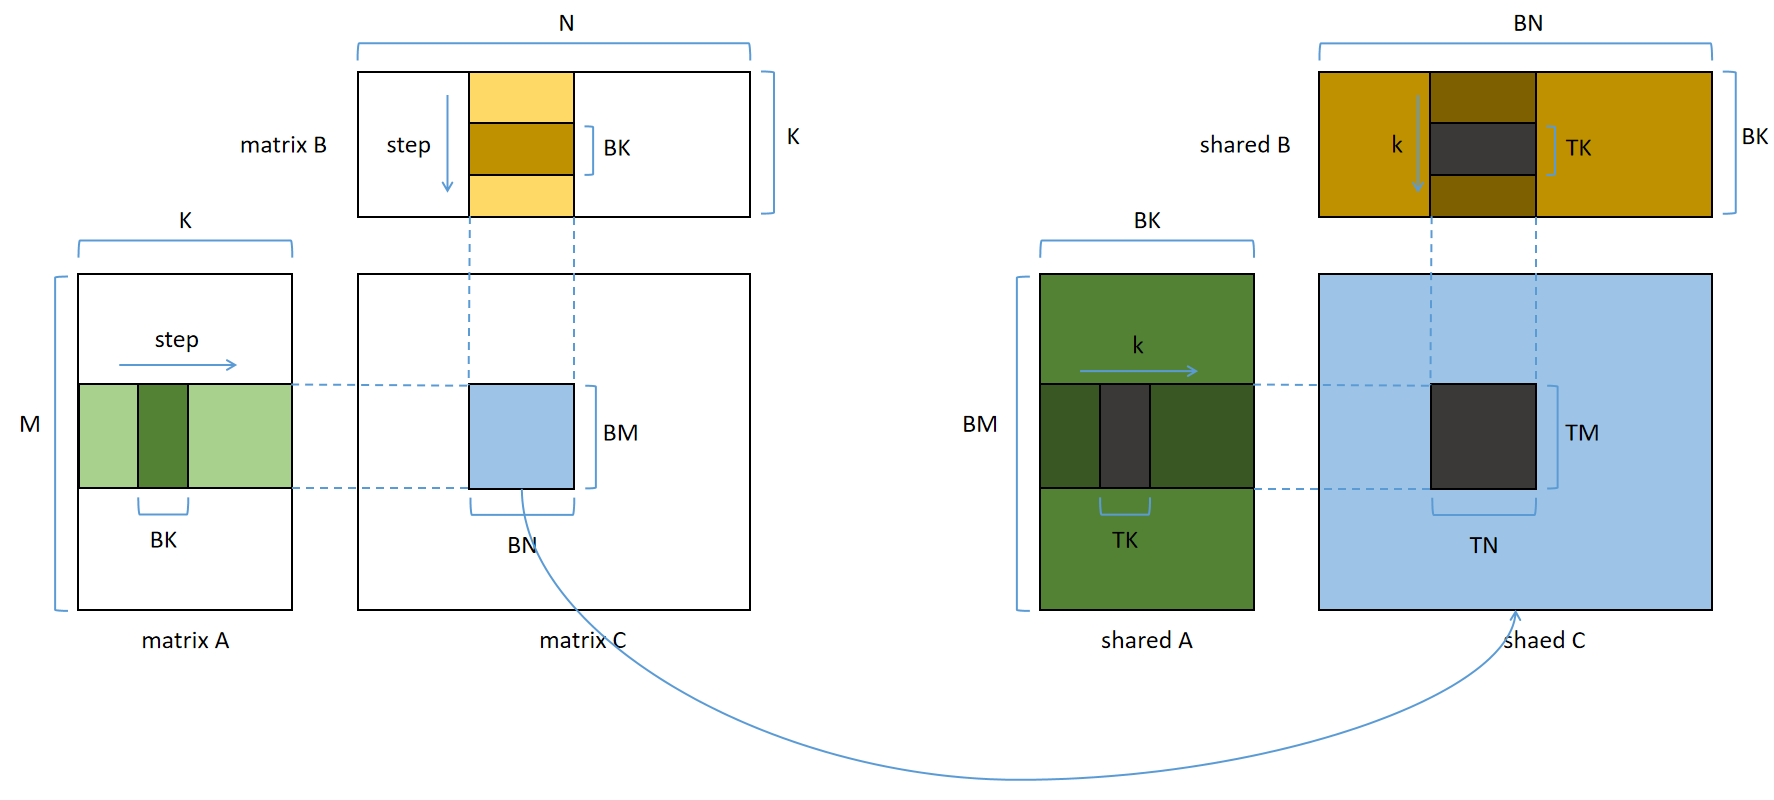 N
matrix B
step
BK
K
K
step
M
BM
BK
BN
matrix A
matrix C
BN
shared B
k
TK
BK
BK
k
BM
TM
TK
TN
shared A
shaed C